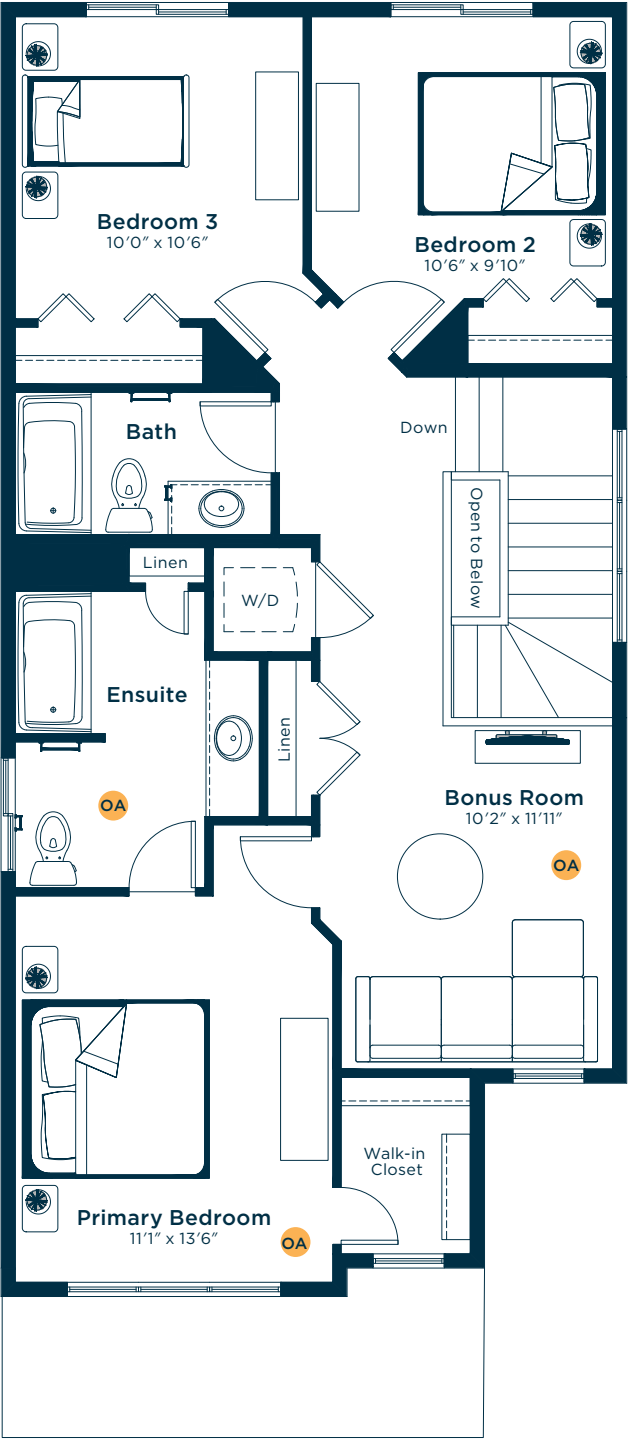 Bedroom 3
10'0" x 10'6"
Bedroom 2
10'6" x 9'10"
Bath
Down
Open to Below
Linen
W/D
Ensuite
Linen
OA
Bonus Room
10'2" x 11'11"
OA
Walk-in
Closet
Primary Bedroom
11'1" x 13'6"
OA